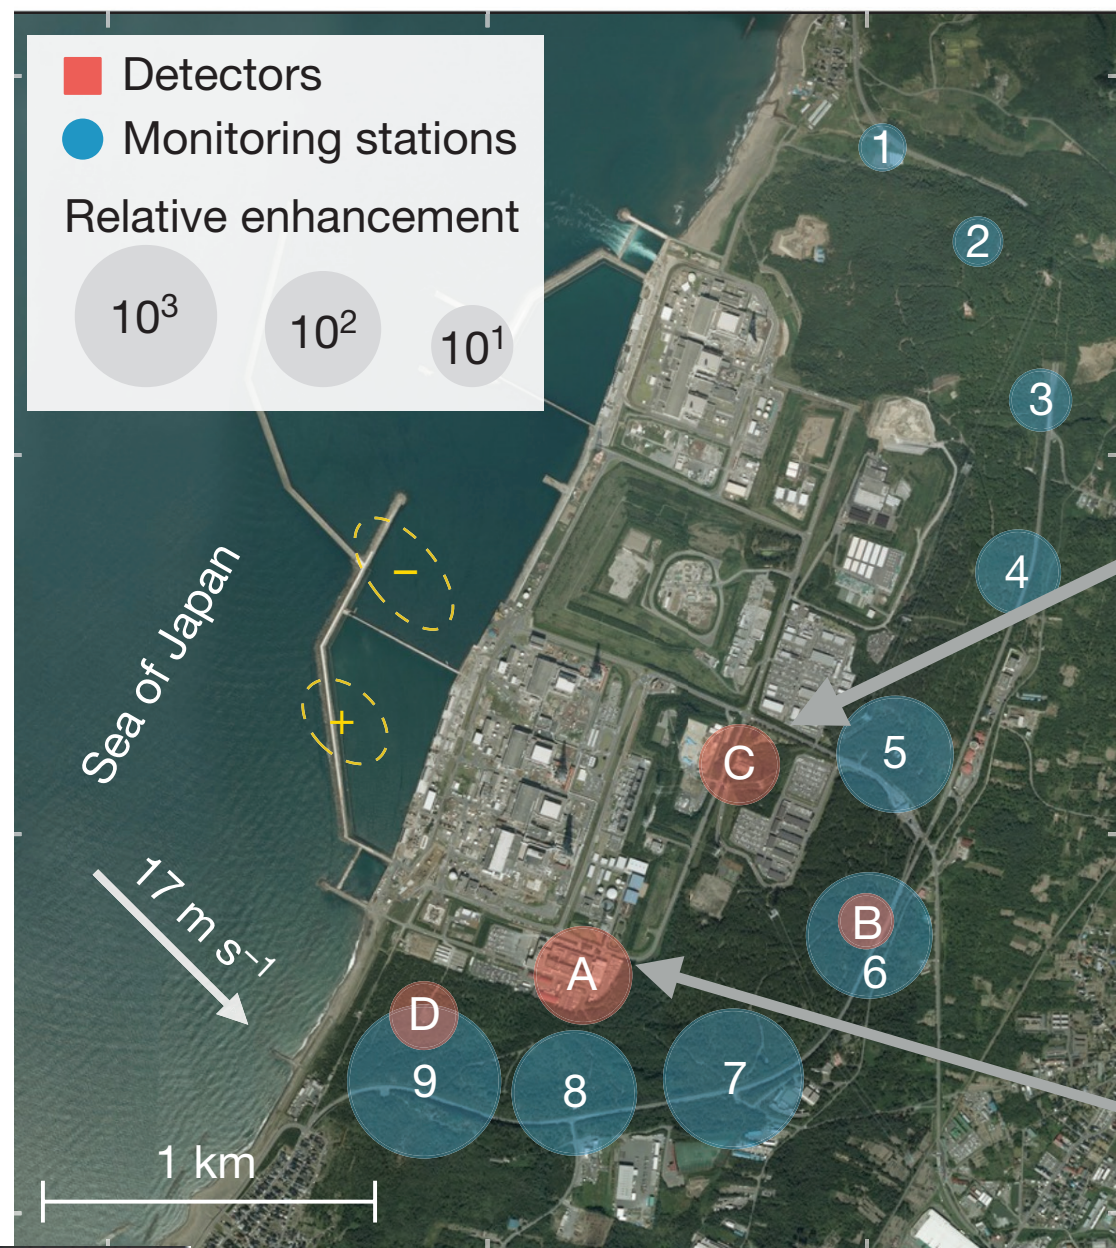 Detectors
Monitoring stations
Relative enhancement
10³
10²
10¹
1
2
3
4
−
Sea of Japan
+
C
5
17 m s⁻¹
B
6
A
D
9
8
7
1 km